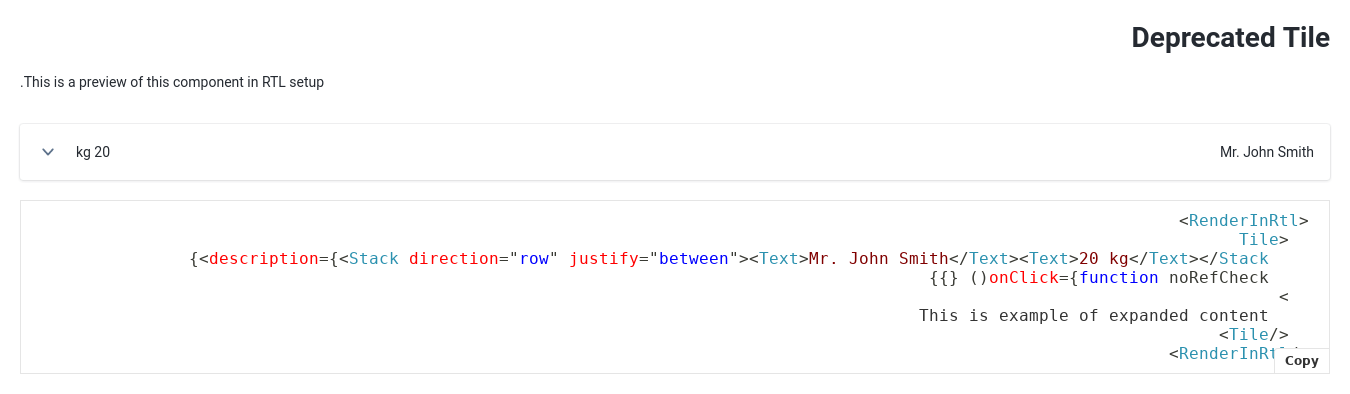 Deprecated Tile
.This is a preview of this component in RTL setup
Mr. John Smith
kg 20
<RenderInRtl>
Tile>
{<description={<Stack direction="row" justify="between"><Text>Mr. John Smith</Text><Text>20 kg</Text></Stack
{{} ()onClick={function noRefCheck
<
This is example of expanded content
<Tile/>
<RenderInRt
Copy